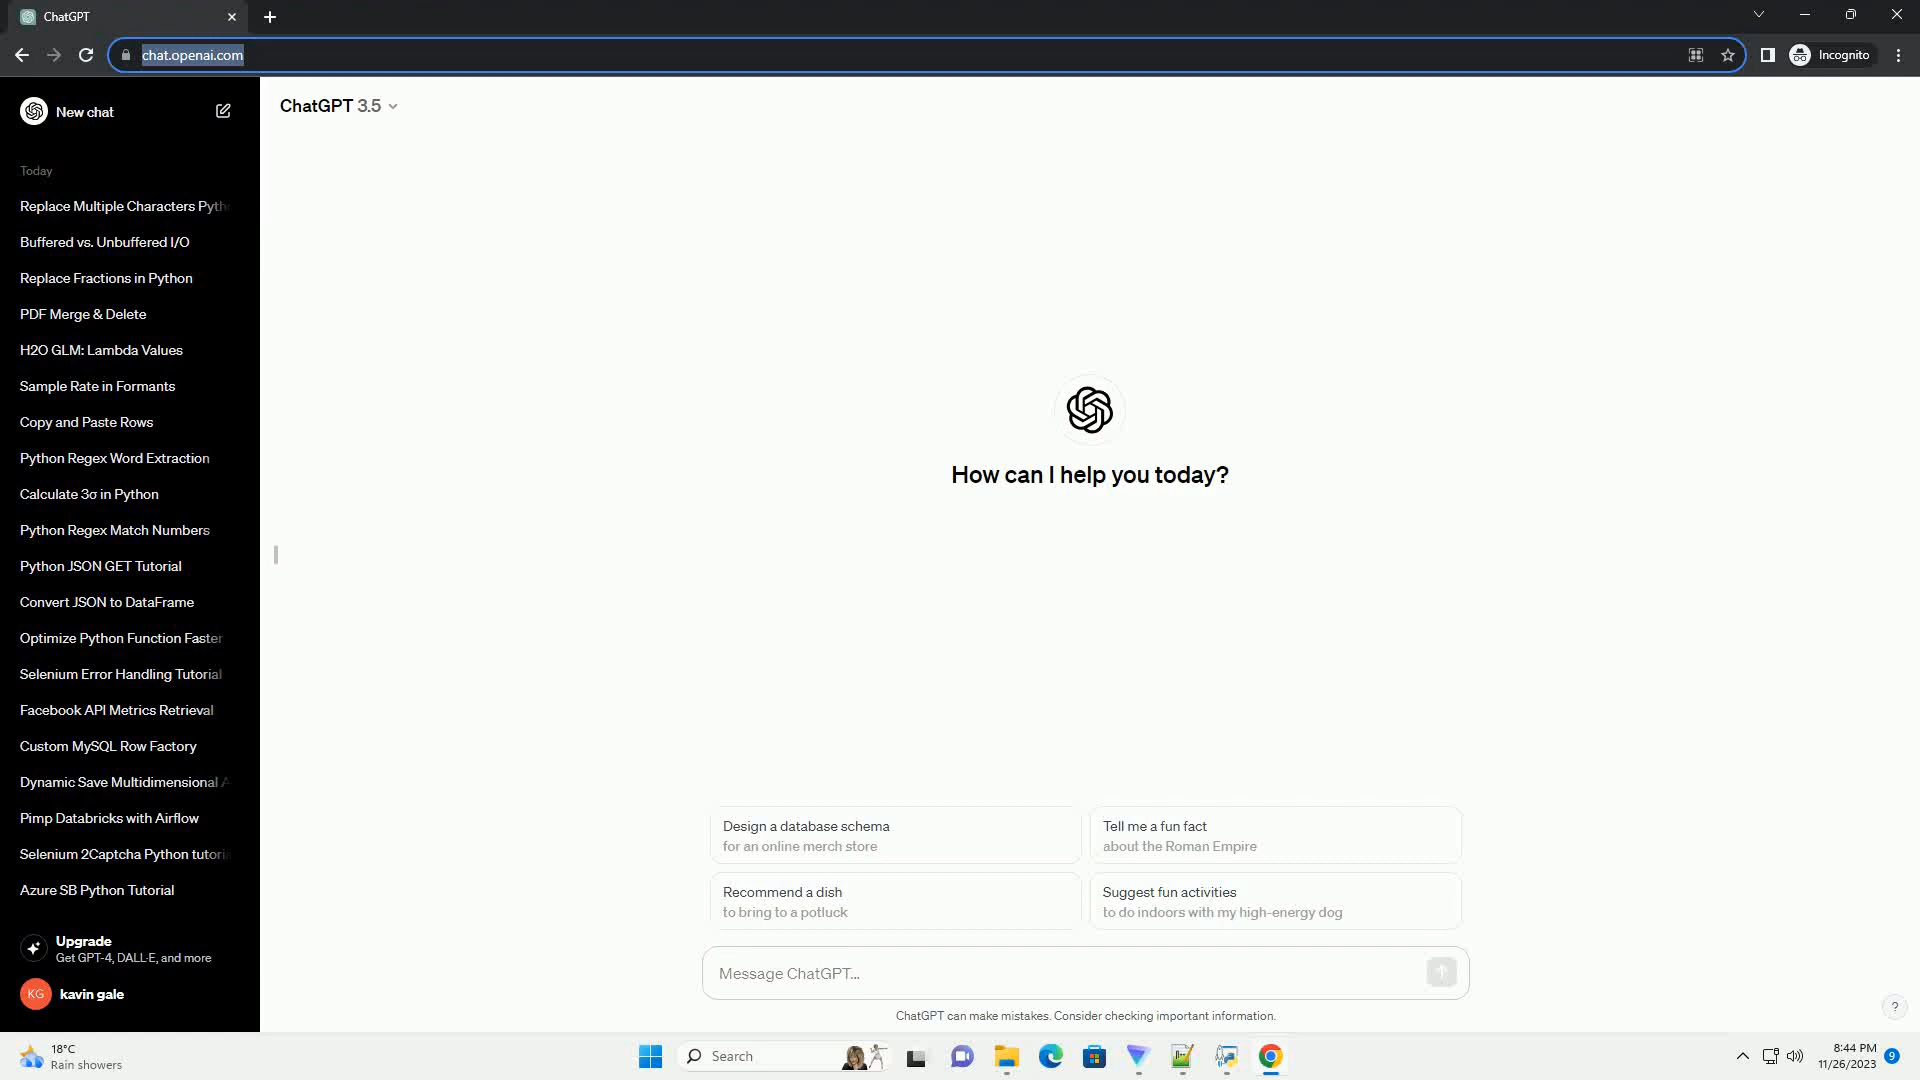 ChatGPT
chat.openai.com
Incognito
New chat
ChatGPT 3.5
Today
Replace Multiple Characters Pyth
Buffered vs. Unbuffered I/O
Replace Fractions in Python
PDF Merge & Delete
H2O GLM: Lambda Values
Sample Rate in Formants
Copy and Paste Rows
Python Regex Word Extraction
Calculate 3σ in Python
Python Regex Match Numbers
Python JSON GET Tutorial
Convert JSON to DataFrame
Optimize Python Function Faster
Selenium Error Handling Tutorial
Facebook API Metrics Retrieval
Custom MySQL Row Factory
Dynamic Save Multidimensional A
Pimp Databricks with Airflow
Selenium 2Captcha Python tutoria
Azure SB Python Tutorial
Upgrade
Get GPT-4, DALL·E, and more
KG
kavin gale
How can I help you today?
Design a database schema
for an online merch store
Tell me a fun fact
about the Roman Empire
Recommend a dish
to bring to a potluck
Suggest fun activities
to do indoors with my high-energy dog
Message ChatGPT...
ChatGPT can make mistakes. Consider checking important information.
?
18°C
Rain showers
Search
8:44 PM
11/26/2023
9